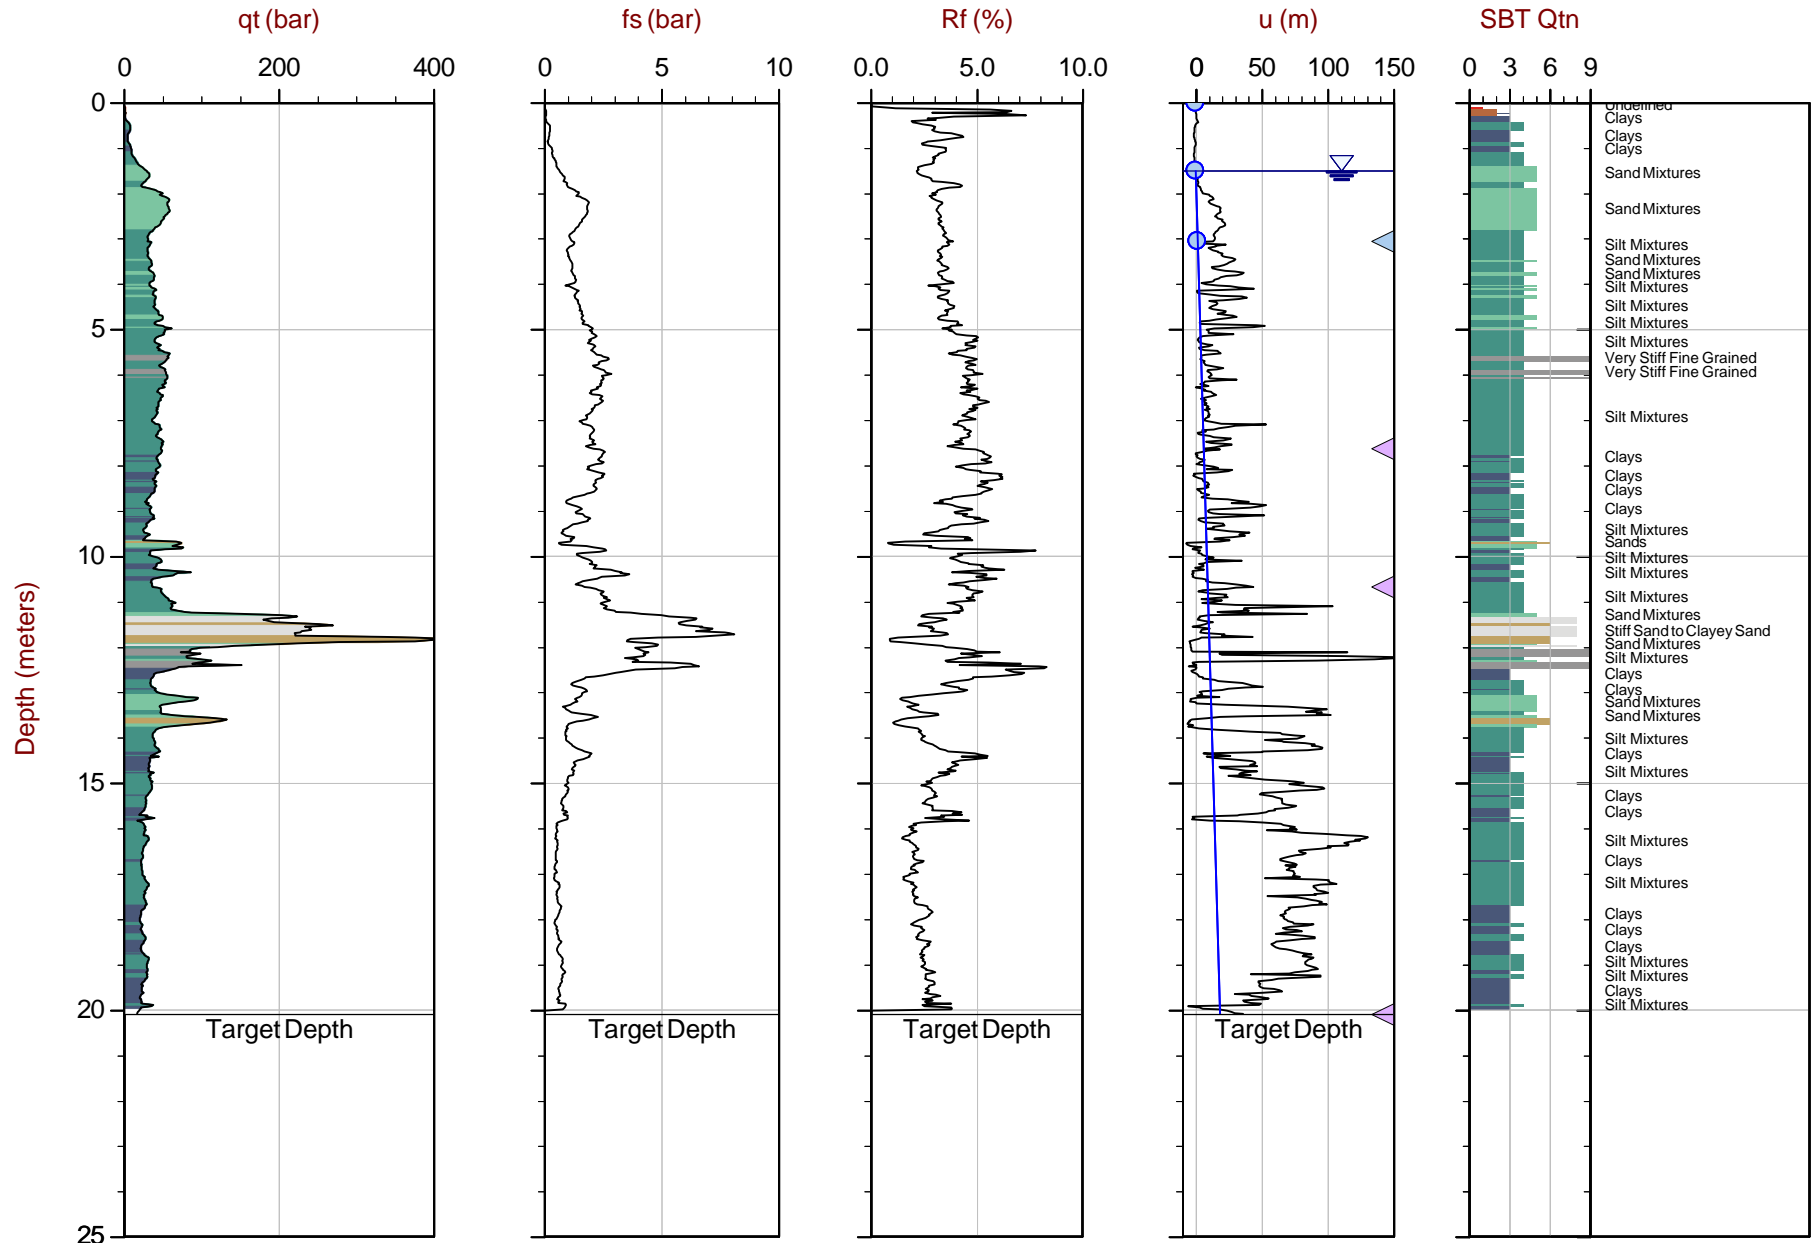 qt (bar) fs (bar) Rf (%) u (m) SBT Qtn
0 200 400 0 5 10 0.0 5.0 10.0 0 50 100 150 0 3 6 9
0
Undefined
Clays
Clays
Clays
Sand Mixtures
Sand Mixtures
Silt Mixtures
Sand Mixtures
Sand Mixtures
Silt Mixtures
Silt Mixtures
Silt Mixtures
5
Silt Mixtures
Very Stiff Fine Grained
Very Stiff Fine Grained
Silt Mixtures
Clays
Clays
Clays
Clays
Silt Mixtures
Sands
10
Silt Mixtures
Silt Mixtures
Silt Mixtures
Sand Mixtures
Stiff Sand to Clayey Sand
Sand Mixtures
Silt Mixtures
Clays
Clays
Sand Mixtures
Sand Mixtures
Silt Mixtures
Clays
Silt Mixtures
15
Clays
Clays
Silt Mixtures
Clays
Silt Mixtures
Clays
Clays
Clays
Silt Mixtures
Silt Mixtures
Clays
Silt Mixtures
20
Target Depth Target Depth Target Depth Target Depth
25
Depth (meters)